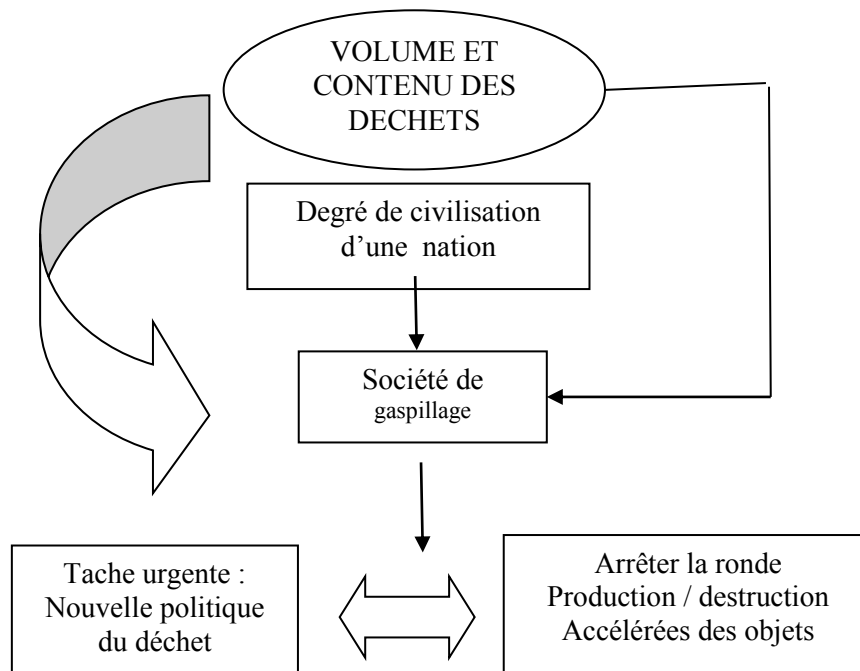 VOLUME ET
CONTENU DES
DECHETS
Degré de civilisation
d’une nation
Société de
gaspillage
Tache urgente :
Nouvelle politique
du déchet
Arrêter la ronde
Production / destruction
Accélérées des objets